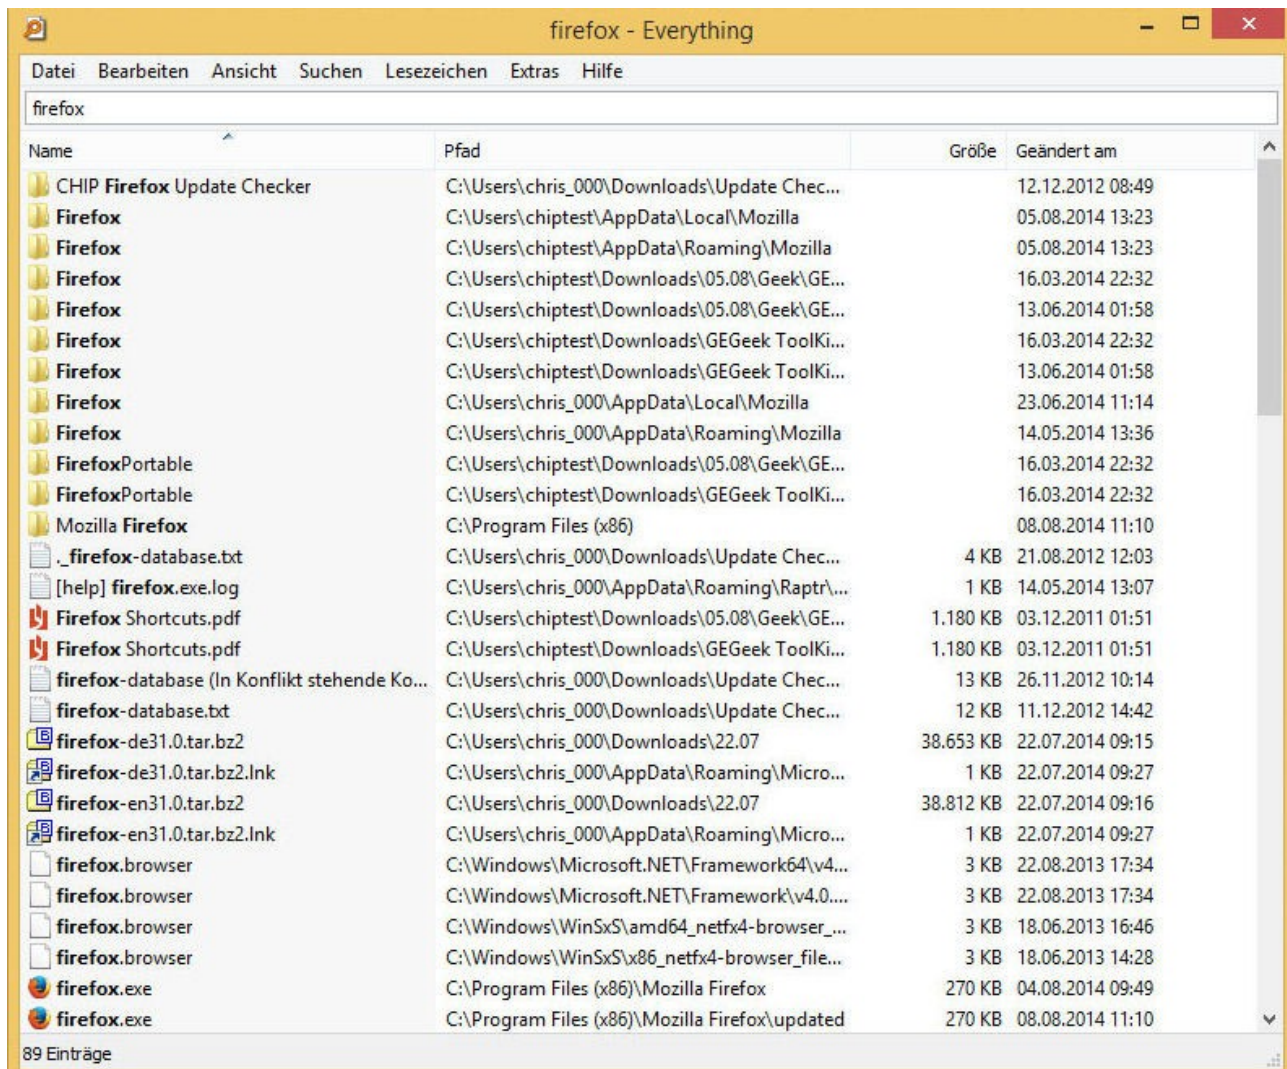 firefox - Everything
Datei Bearbeiten Ansicht Suchen Lesezeichen Extras Hilfe
firefox
Name Pfad Größe Geändert am
CHIP Firefox Update Checker C:\Users\chris_000\Downloads\Update Chec... 12.12.2012 08:49
Firefox C:\Users\chiptest\AppData\Local\Mozilla 05.08.2014 13:23
Firefox C:\Users\chiptest\AppData\Roaming\Mozilla 05.08.2014 13:23
Firefox C:\Users\chiptest\Downloads\05.08\Geek\GE... 16.03.2014 22:32
Firefox C:\Users\chiptest\Downloads\05.08\Geek\GE... 13.06.2014 01:58
Firefox C:\Users\chiptest\Downloads\GEGeek ToolKi... 16.03.2014 22:32
Firefox C:\Users\chiptest\Downloads\GEGeek ToolKi... 13.06.2014 01:58
Firefox C:\Users\chris_000\AppData\Local\Mozilla 23.06.2014 11:14
Firefox C:\Users\chris_000\AppData\Roaming\Mozilla 14.05.2014 13:36
FirefoxPortable C:\Users\chiptest\Downloads\05.08\Geek\GE... 16.03.2014 22:32
FirefoxPortable C:\Users\chiptest\Downloads\GEGeek ToolKi... 16.03.2014 22:32
Mozilla Firefox C:\Program Files (x86) 08.08.2014 11:10
._firefox-database.txt C:\Users\chris_000\Downloads\Update Chec... 4 KB 21.08.2012 12:03
[help] firefox.exe.log C:\Users\chris_000\AppData\Roaming\Raptr\... 1 KB 14.05.2014 13:07
Firefox Shortcuts.pdf C:\Users\chiptest\Downloads\05.08\Geek\GE... 1.180 KB 03.12.2011 01:51
Firefox Shortcuts.pdf C:\Users\chiptest\Downloads\GEGeek ToolKi... 1.180 KB 03.12.2011 01:51
firefox-database (In Konflikt stehende Ko... C:\Users\chris_000\Downloads\Update Chec... 13 KB 26.11.2012 10:14
firefox-database.txt C:\Users\chris_000\Downloads\Update Chec... 12 KB 11.12.2012 14:42
firefox-de31.0.tar.bz2 C:\Users\chris_000\Downloads\22.07 38.653 KB 22.07.2014 09:15
firefox-de31.0.tar.bz2.lnk C:\Users\chris_000\AppData\Roaming\Micro... 1 KB 22.07.2014 09:27
firefox-en31.0.tar.bz2 C:\Users\chris_000\Downloads\22.07 38.812 KB 22.07.2014 09:16
firefox-en31.0.tar.bz2.lnk C:\Users\chris_000\AppData\Roaming\Micro... 1 KB 22.07.2014 09:27
firefox.browser C:\Windows\Microsoft.NET\Framework64\v4... 3 KB 22.08.2013 17:34
firefox.browser C:\Windows\Microsoft.NET\Framework\v4.0.... 3 KB 22.08.2013 17:34
firefox.browser C:\Windows\WinSxS\amd64_netfx4-browser_... 3 KB 18.06.2013 16:46
firefox.browser C:\Windows\WinSxS\x86_netfx4-browser_file... 3 KB 18.06.2013 14:28
firefox.exe C:\Program Files (x86)\Mozilla Firefox 270 KB 04.08.2014 09:49
firefox.exe C:\Program Files (x86)\Mozilla Firefox\updated 270 KB 08.08.2014 11:10
89 Einträge